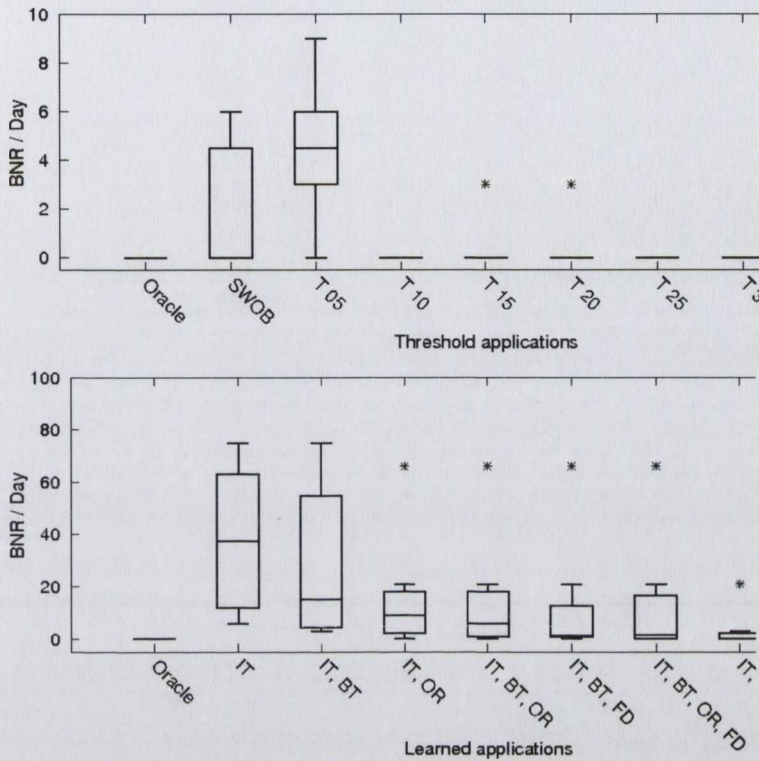 10
8
6
4
2
0
BNR / Day
Oracle
SWOB
T 05
T 10
T 15
T 20
T 25
T 3
Threshold applications
100
80
60
40
20
0
BNR / Day
Oracle
IT
IT, BT
IT, OR
IT, BT, OR
IT, BT, FD
IT, BT, OR, FD
IT,
Learned applications